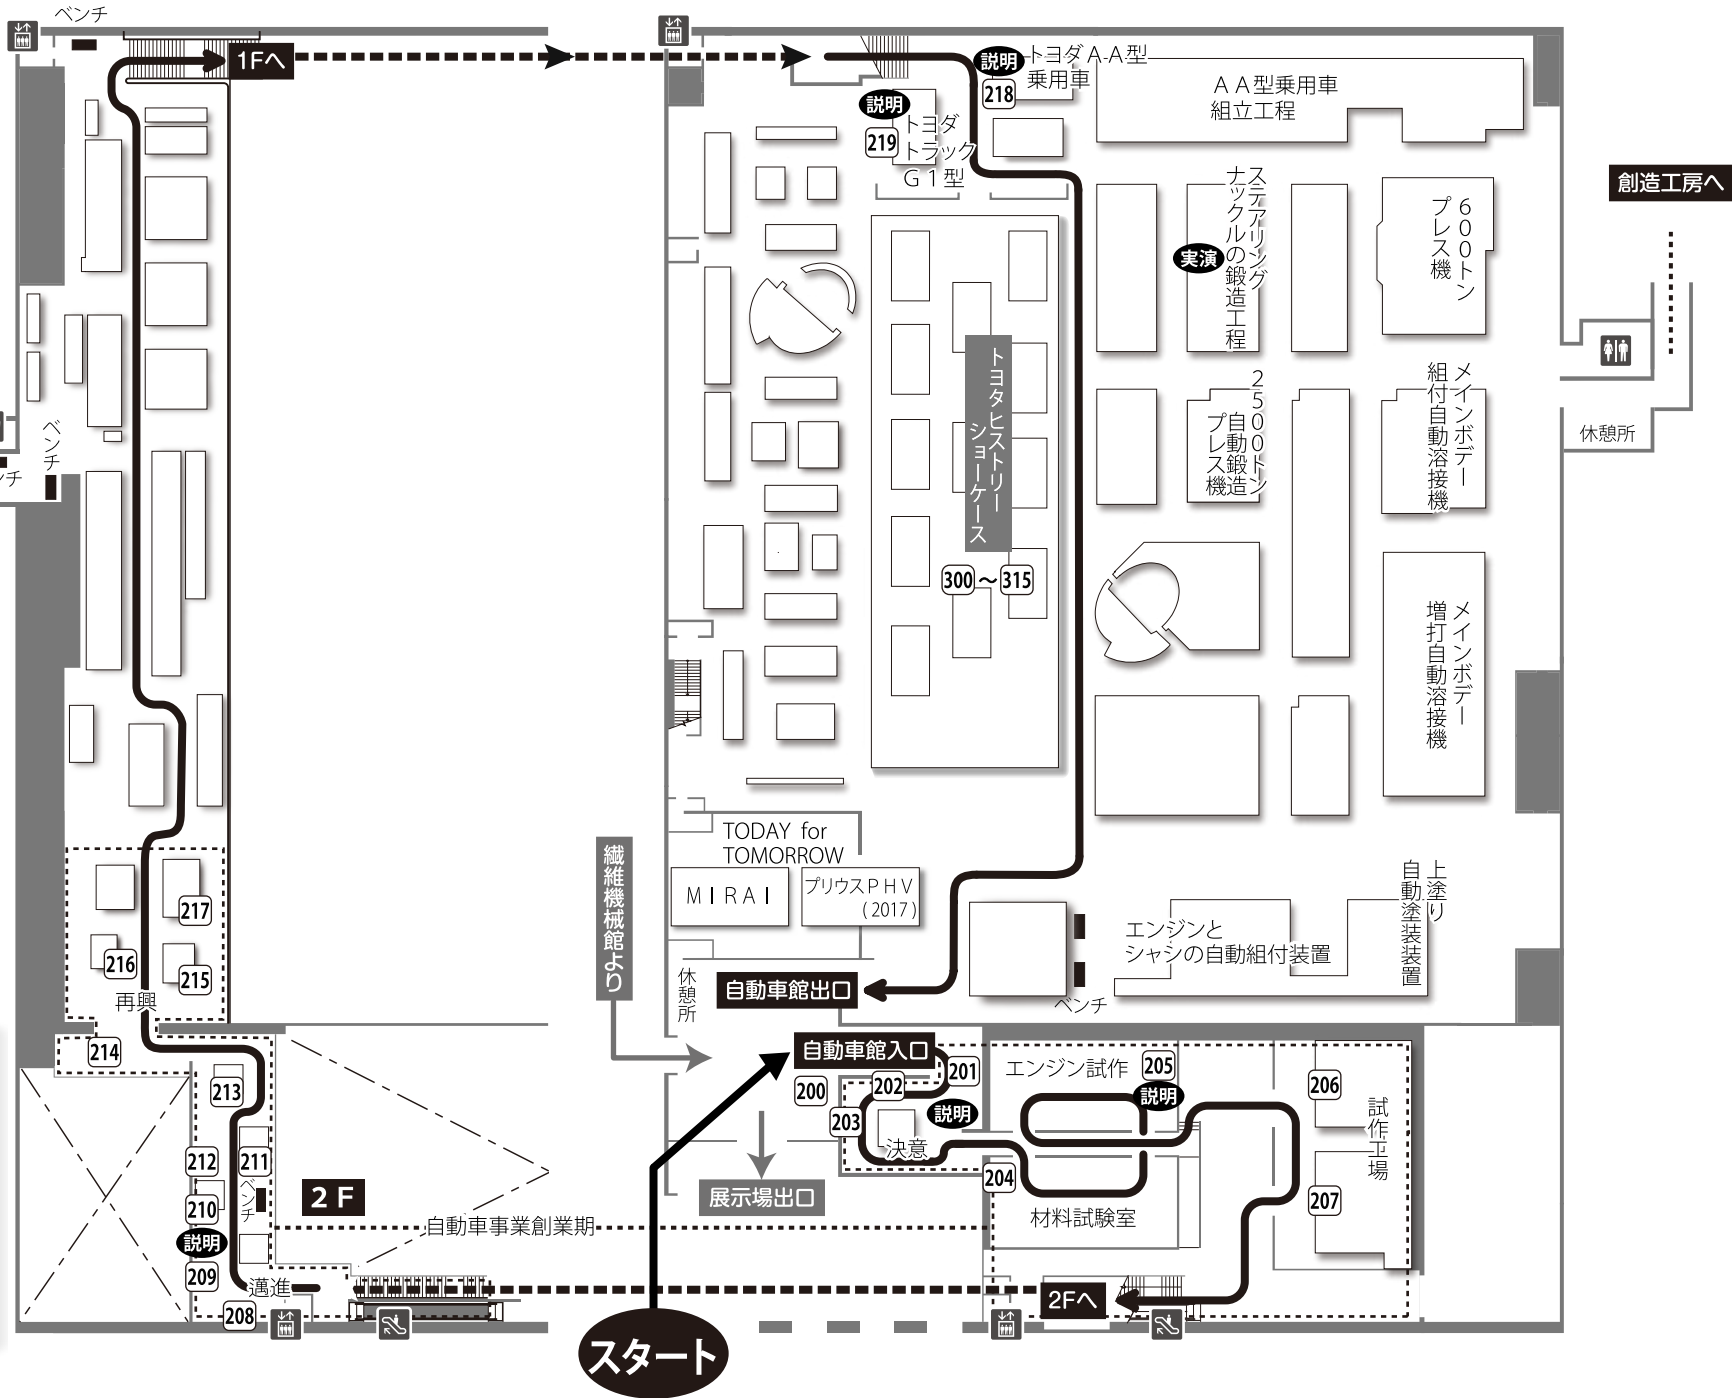 ベンチ
1Fへ
説明
218
トヨダAA型
乗用車
AA型乗用車
組立工程
説明
219
トヨダ
トラック
G1型
創造工房へ
ステアリング
ナックルの鍛造工程
実演
600トン
プレス機
トヨタヒストリー
ショーケース
300～315
2500トン
自動鍛造
プレス機
メインボデー
組付自動溶接機
休憩所
ベンチ
ンチ
メインボデー
増打自動溶接機
TODAY for
TOMORROW
MIRAI
プリウスPHV
(2017)
繊維機械館より
上塗り
自動塗装装置
エンジンと
シャシの自動組付装置
ベンチ
217
216
215
再興
休憩所
自動車館出口
214
213
自動車館入口
200
201
202
203
説明
決意
エンジン試作
205
説明
206
試作工場
204
材料試験室
207
212
211
210
ベンチ
説明
209
邁進
208
2F
展示場出口
自動車事業創業期
2Fへ
スタート